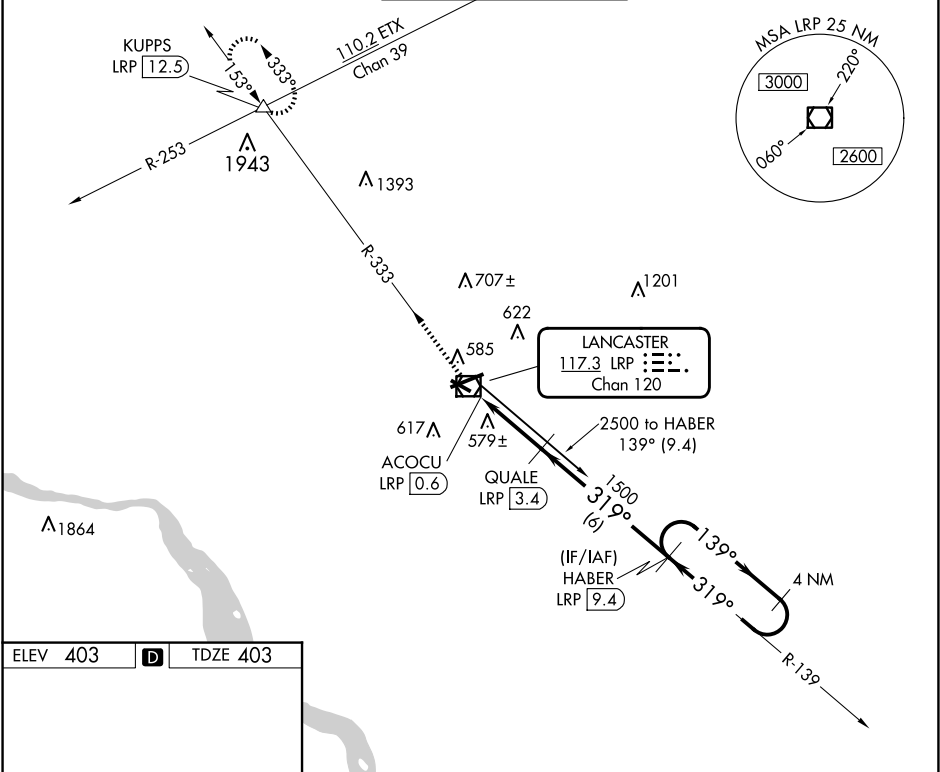 KUPPS
LRP 12.5
153°
333°
110.2 ETX
Chan 39
R-253
1943
1393
R-333
MSA LRP 25 NM
3000
220°
060°
2600
707±
1201
622
585
LANCASTER
117.3 LRP
Chan 120
617
579±
2500 to HABER
139° (9.4)
ACOCU
LRP 0.6
QUALE
LRP 3.4
1500
319°
(6)
1864
(IF/IAF)
HABER
LRP 9.4
139°
319°
4 NM
R-139
ELEV 403 D TDZE 403